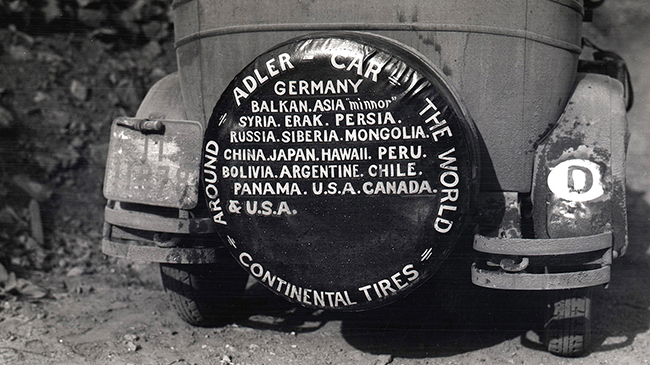 ADLER - CAR =
AROUND THE WORLD
GERMANY
BALKAN. ASIA "minnor"
SYRIA. ERAK. PERSIA.
RUSSIA. SIBERIA. MONGOLIA.
CHINA. JAPAN. HAWAII. PERU.
BOLIVIA. ARGENTINE. CHILE.
PANAMA. U.S.A. CANADA.
& U.S.A.
= CONTINENTAL TIRES =
D